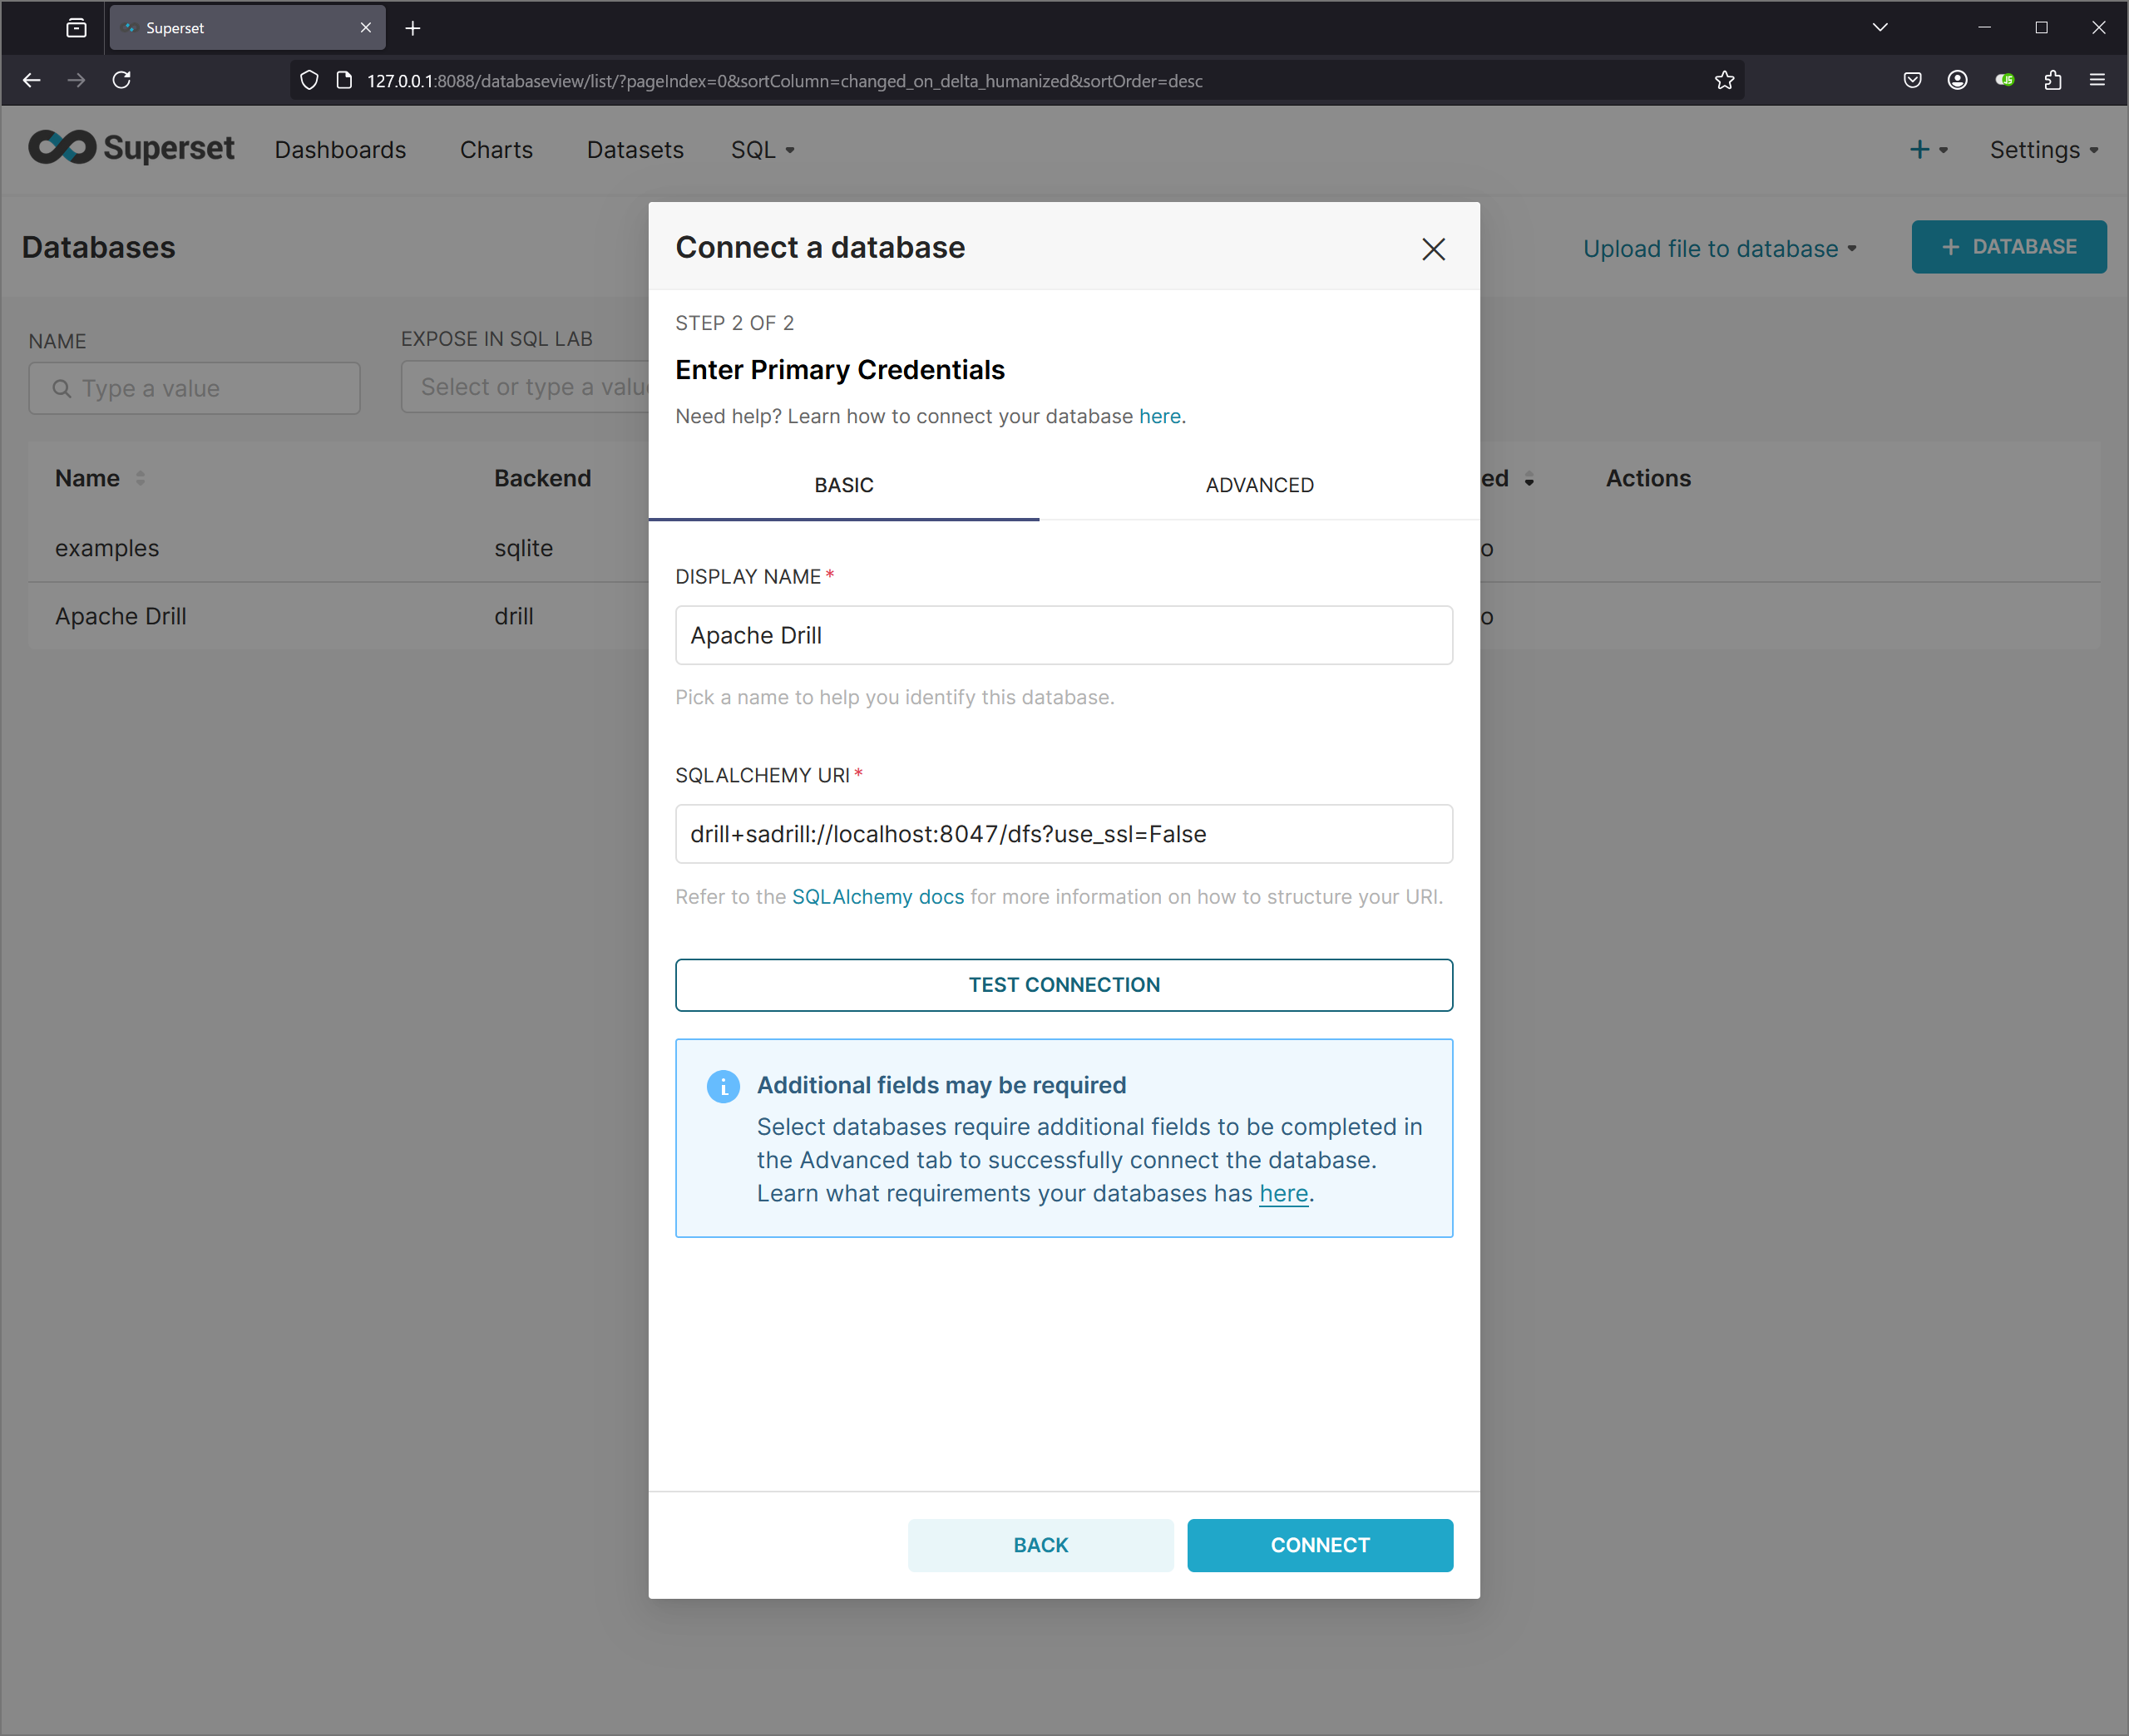 Superset
127.0.0.1:8088/databaseview/list/?pageIndex=0&sortColumn=changed_on_delta_humanized&sortOrder=desc
Superset Dashboards Charts Datasets SQL Settings
Databases Upload file to database + DATABASE
Connect a database
STEP 2 OF 2
Enter Primary Credentials
Need help? Learn how to connect your database here.
NAME EXPOSE IN SQL LAB
Type a value Select or type a valu
Name Backend ed Actions
BASIC ADVANCED
examples sqlite o
Apache Drill drill o
DISPLAY NAME *
Apache Drill
Pick a name to help you identify this database.
SQLALCHEMY URI *
drill+sadrill://localhost:8047/dfs?use_ssl=False
Refer to the SQLAlchemy docs for more information on how to structure your URI.
TEST CONNECTION
Additional fields may be required
Select databases require additional fields to be completed in
the Advanced tab to successfully connect the database.
Learn what requirements your databases has here.
BACK CONNECT